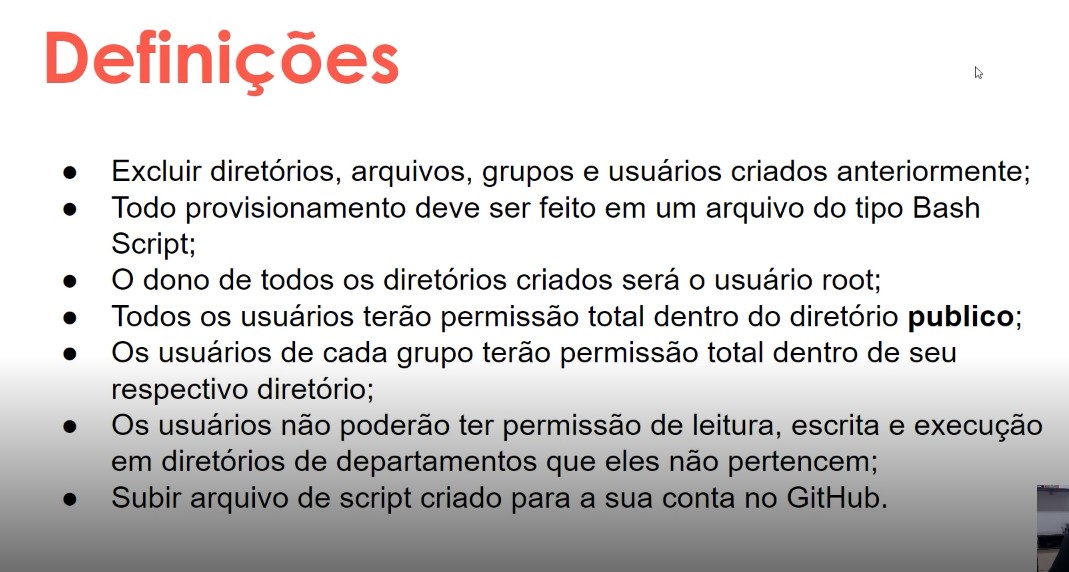 Definições
● Excluir diretórios, arquivos, grupos e usuários criados anteriormente;
● Todo provisionamento deve ser feito em um arquivo do tipo Bash
Script;
● O dono de todos os diretórios criados será o usuário root;
● Todos os usuários terão permissão total dentro do diretório publico;
● Os usuários de cada grupo terão permissão total dentro de seu
respectivo diretório;
● Os usuários não poderão ter permissão de leitura, escrita e execução
em diretórios de departamentos que eles não pertencem;
● Subir arquivo de script criado para a sua conta no GitHub.